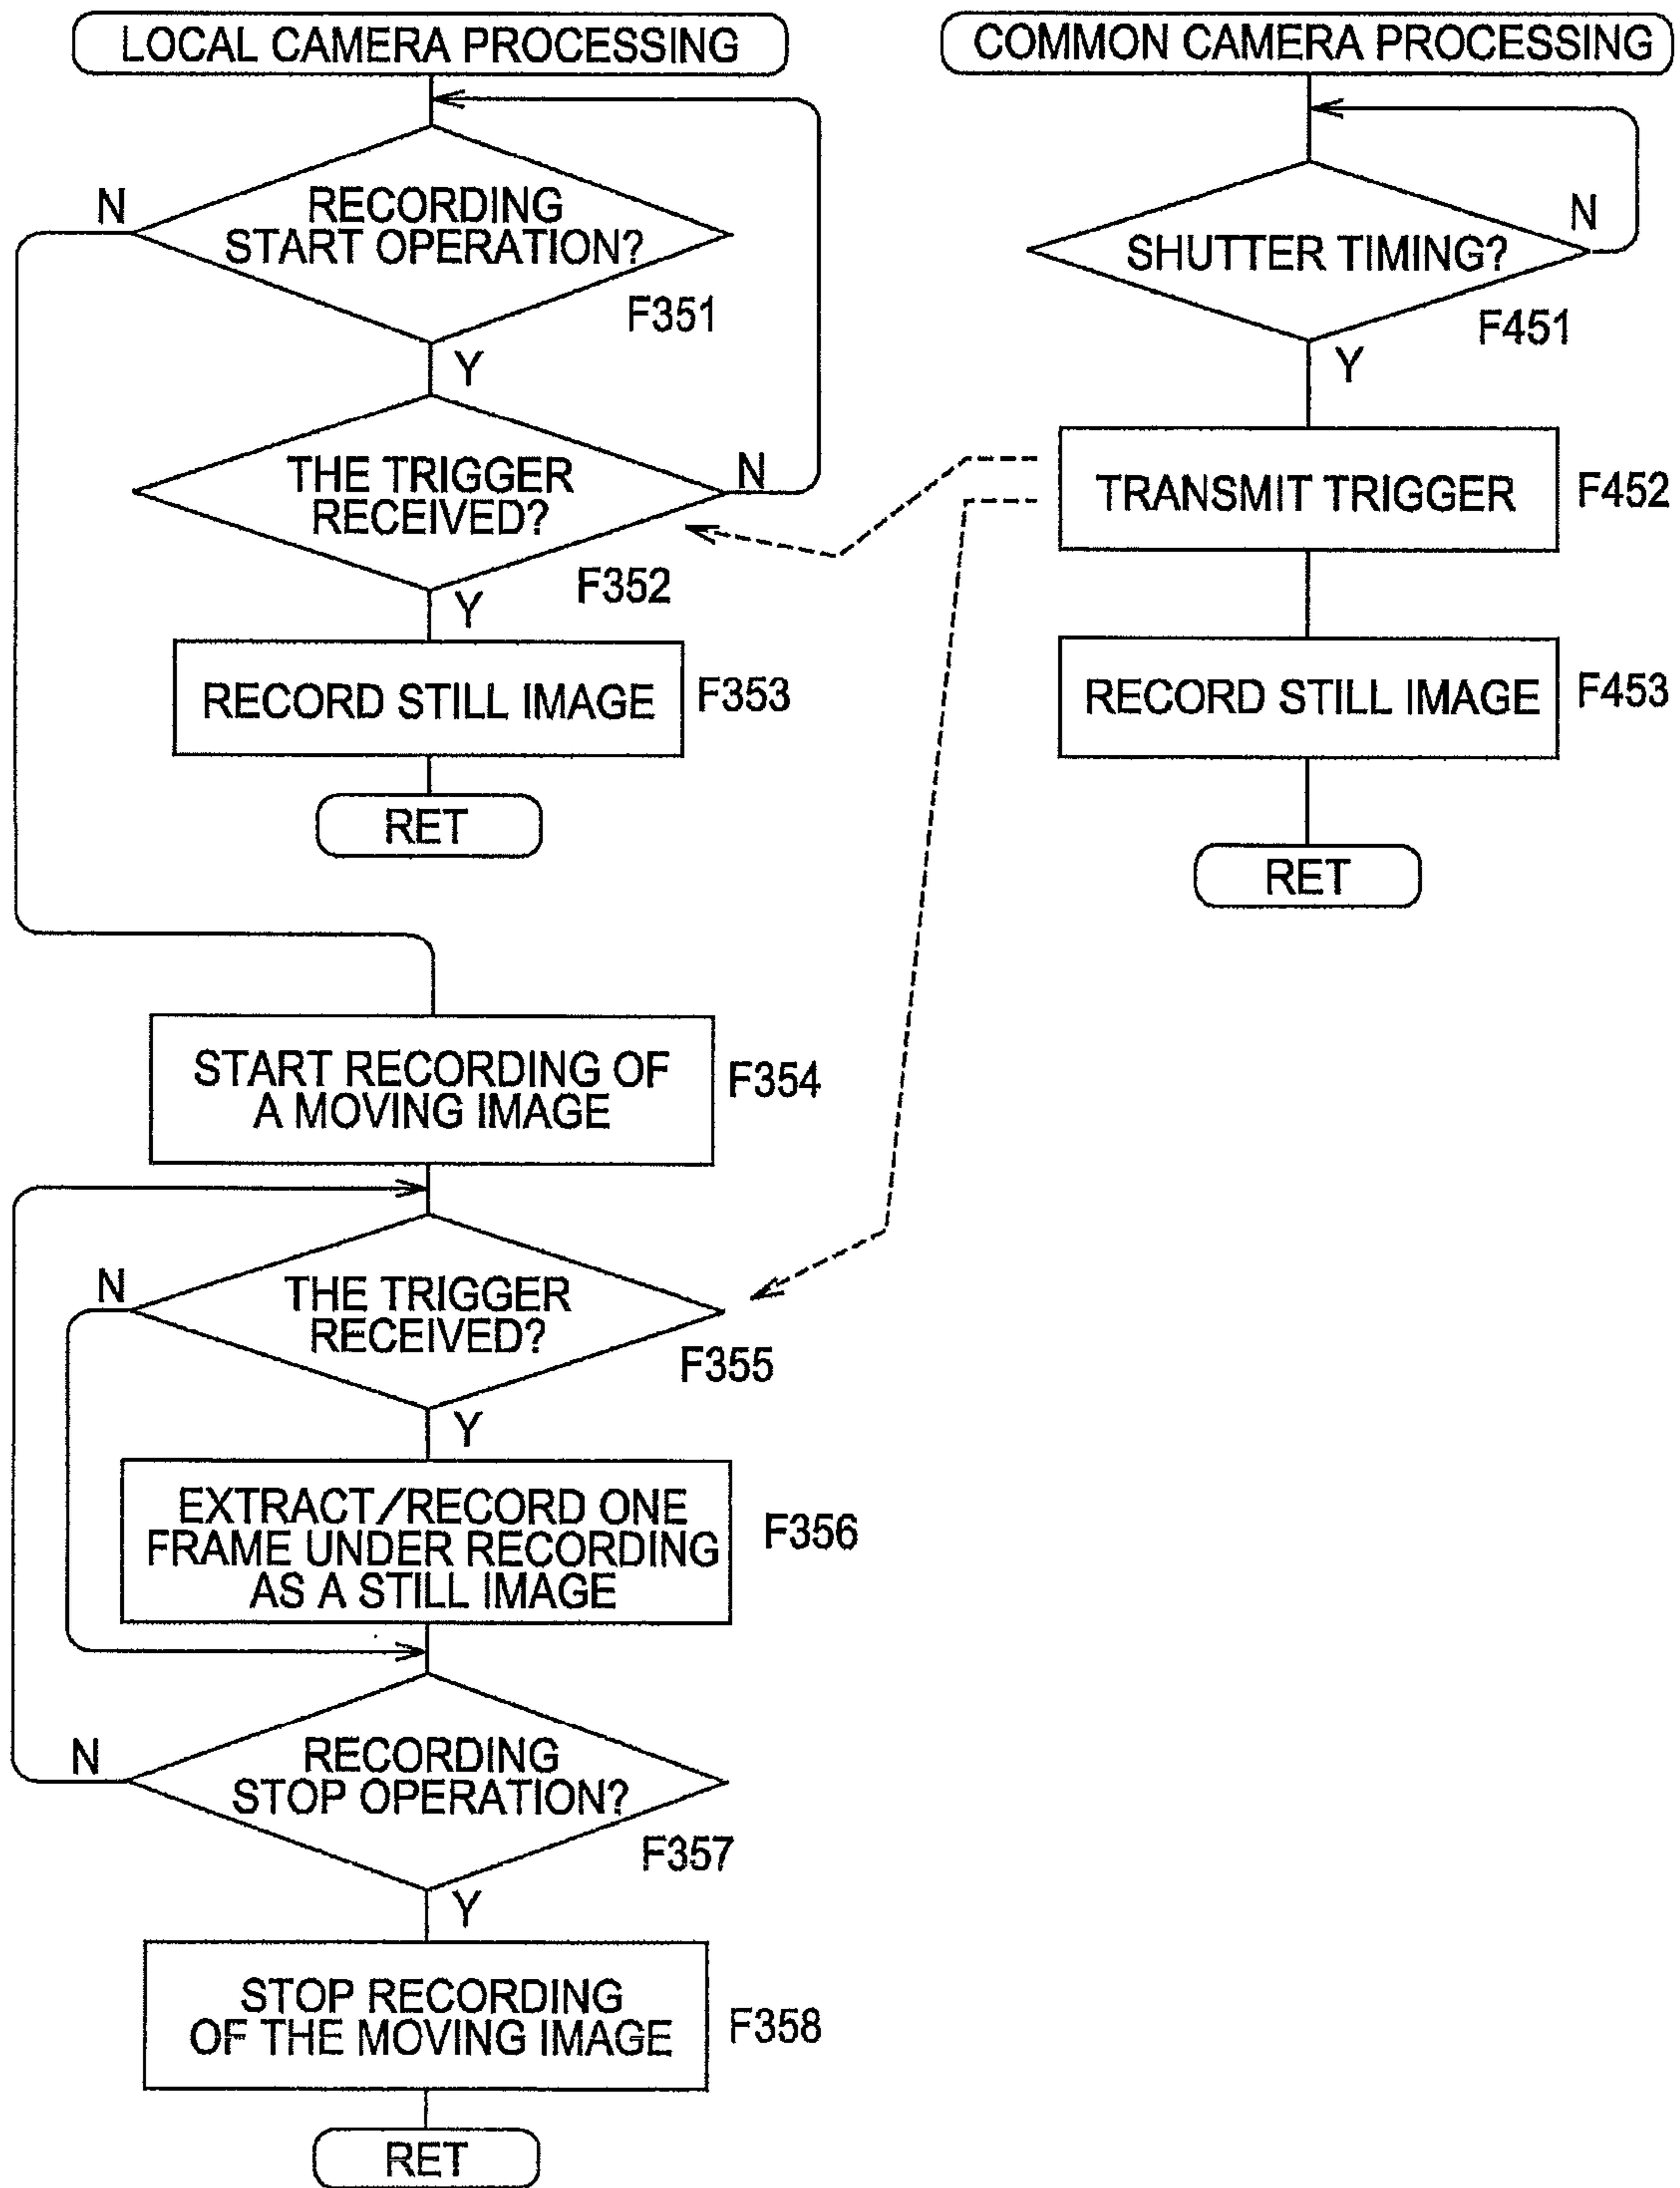 LOCAL CAMERA PROCESSING
N
RECORDING
START OPERATION?
F351
Y
THE TRIGGER
RECEIVED?
N
F352
Y
RECORD STILL IMAGE
F353
RET
START RECORDING OF
A MOVING IMAGE
F354
N
THE TRIGGER
RECEIVED?
F355
Y
EXTRACT/RECORD ONE
FRAME UNDER RECORDING
AS A STILL IMAGE
F356
N
RECORDING
STOP OPERATION?
F357
Y
STOP RECORDING
OF THE MOVING IMAGE
F358
RET
COMMON CAMERA PROCESSING
SHUTTER TIMING?
N
F451
Y
TRANSMIT TRIGGER
F452
RECORD STILL IMAGE
F453
RET